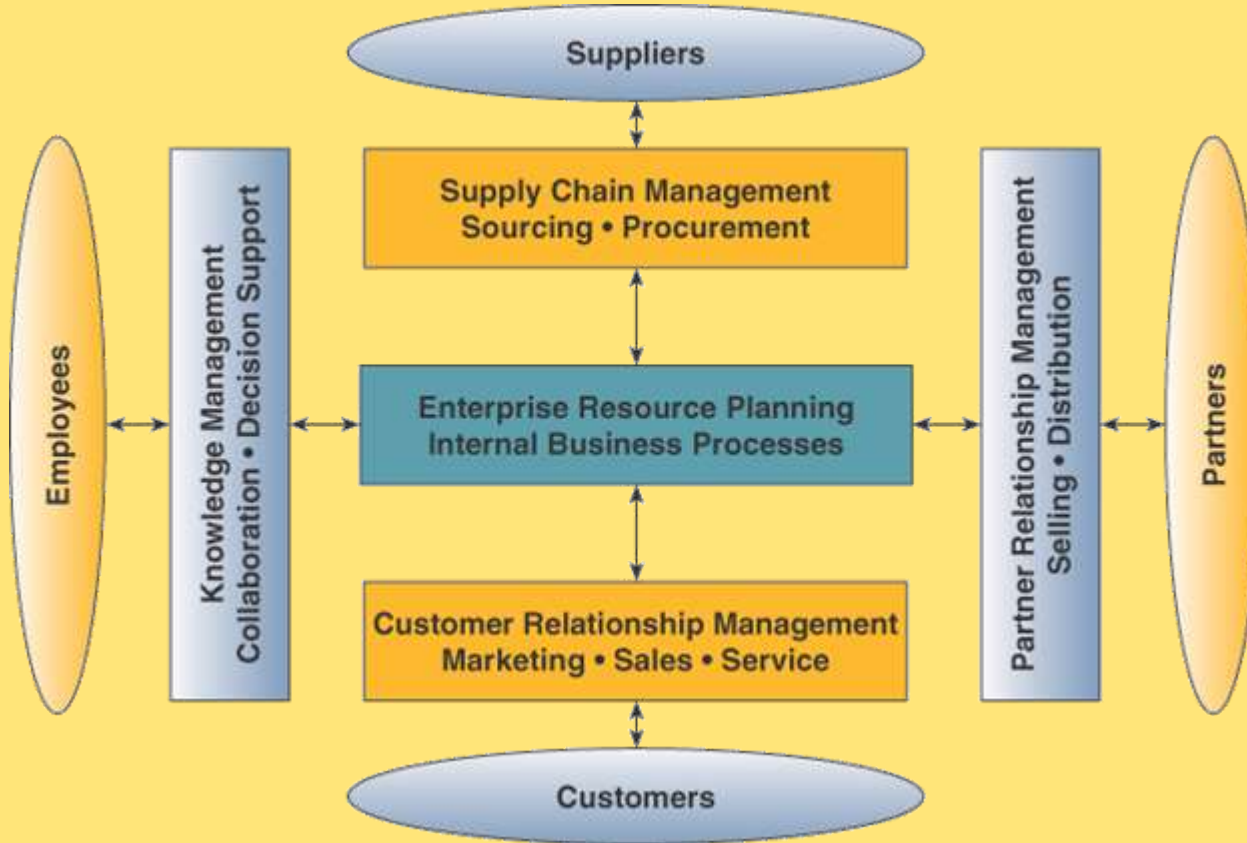 Suppliers
Supply Chain Management
Sourcing • Procurement
Employees
Knowledge Management
Collaboration • Decision Support
Enterprise Resource Planning
Internal Business Processes
Partner Relationship Management
Selling • Distribution
Partners
Customer Relationship Management
Marketing • Sales • Service
Customers